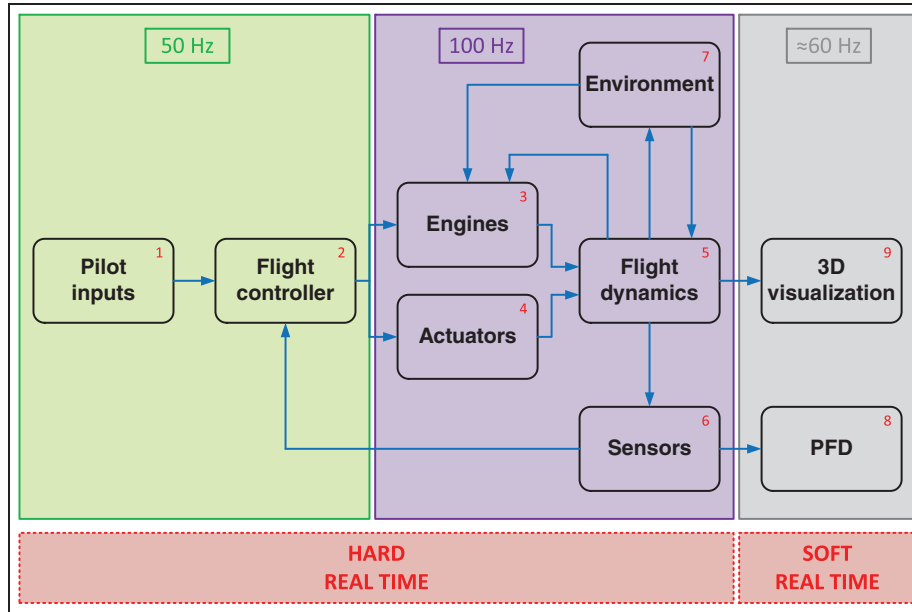 50 Hz
100 Hz
≈60 Hz
7
Environment
3
Engines
1
Pilot
inputs
2
Flight
controller
5
Flight
dynamics
9
3D
visualization
4
Actuators
6
Sensors
8
PFD
HARD
REAL TIME
SOFT
REAL TIME